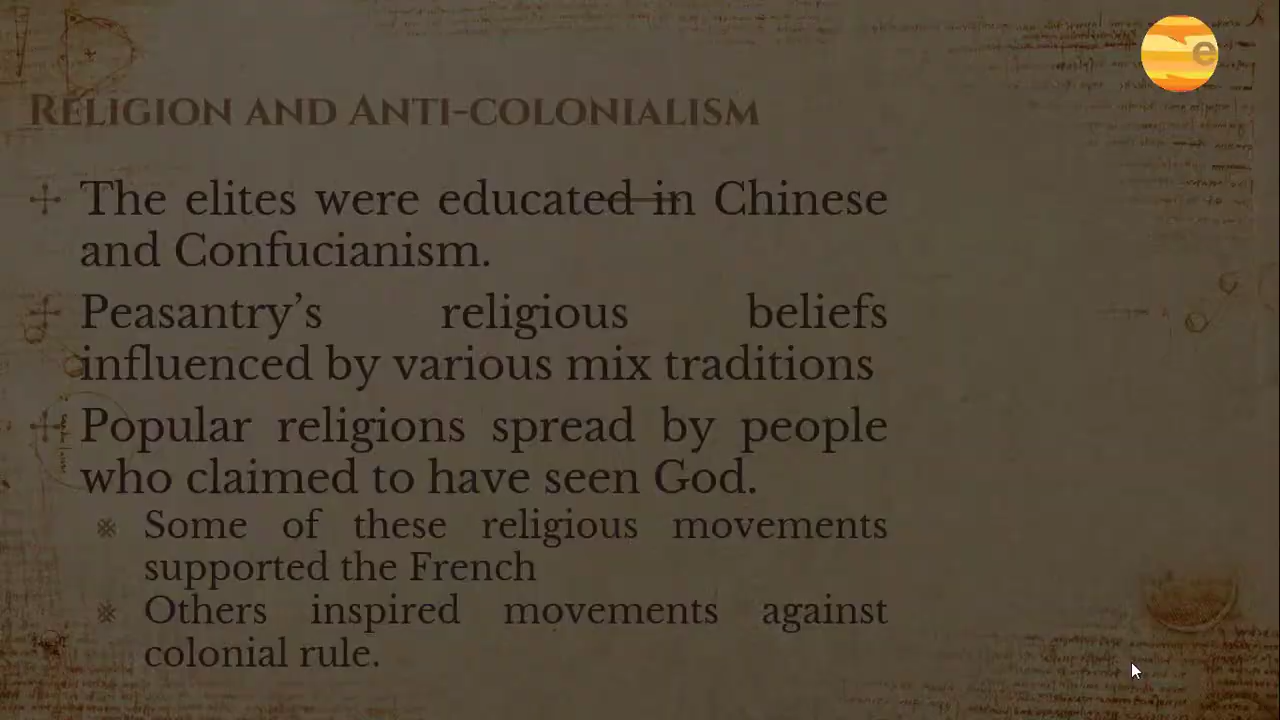 Religion and Anti-colonialism
The elites were educated in Chinese
and Confucianism.
Peasantry’s religious beliefs
influenced by various mix traditions
Popular religions spread by people
who claimed to have seen God.
Some of these religious movements
supported the French
Others inspired movements against
colonial rule.
e